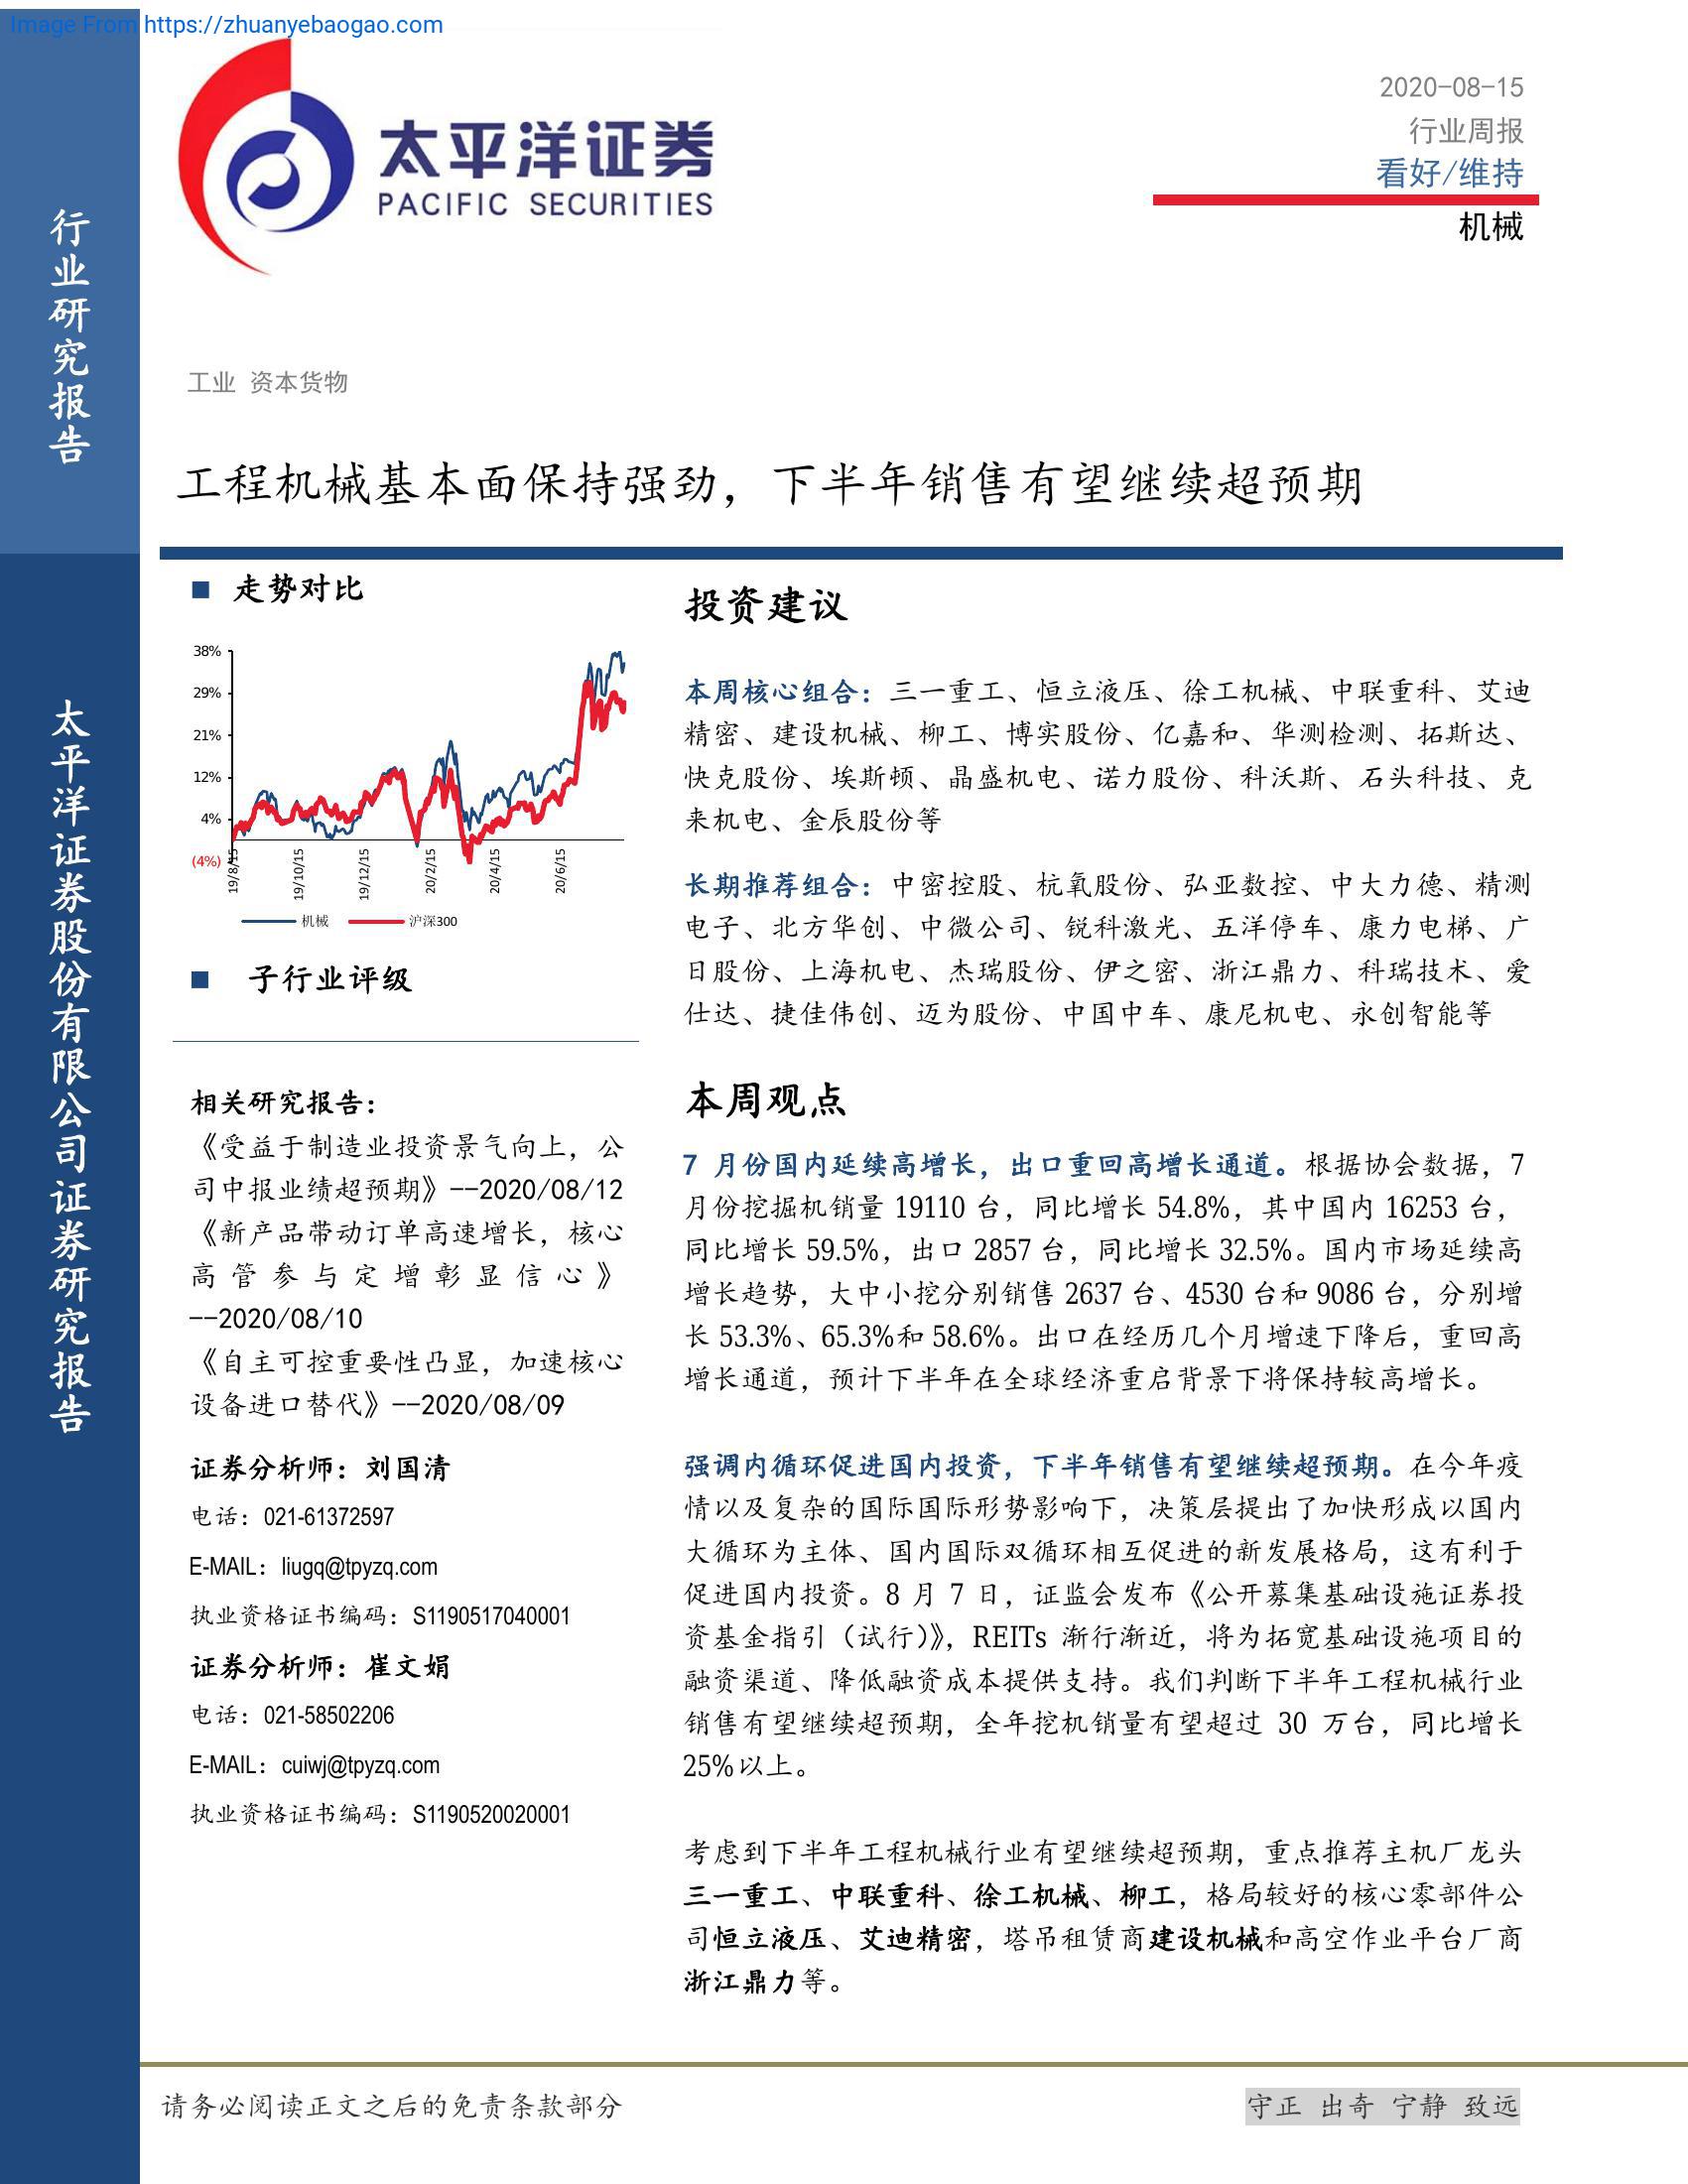 Image From https://zhuanyebaogao.com
太平洋证券
PACIFIC SECURITIES
2020-08-15
行业周报
看好/维持
机械
行业研究报告
太平洋证券股份有限公司证券研究报告
工业 资本货物
工程机械基本面保持强劲，下半年销售有望继续超预期
■ 走势对比
38%
29%
21%
12%
4%
(4%)
19/8/15
19/10/15
19/12/15
20/2/15
20/4/15
20/6/15
机械 沪深300
■ 子行业评级
相关研究报告：
《受益于制造业投资景气向上，公
司中报业绩超预期》--2020/08/12
《新产品带动订单高速增长，核心
高管参与定增彰显信心》
--2020/08/10
《自主可控重要性凸显，加速核心
设备进口替代》--2020/08/09
证券分析师：刘国清
电话：021-61372597
E-MAIL：liugq@tpyzq.com
执业资格证书编码：S1190517040001
证券分析师：崔文娟
电话：021-58502206
E-MAIL：cuiwj@tpyzq.com
执业资格证书编码：S1190520020001
投资建议
本周核心组合：三一重工、恒立液压、徐工机械、中联重科、艾迪
精密、建设机械、柳工、博实股份、亿嘉和、华测检测、拓斯达、
快克股份、埃斯顿、晶盛机电、诺力股份、科沃斯、石头科技、克
来机电、金辰股份等
长期推荐组合：中密控股、杭氧股份、弘亚数控、中大力德、精测
电子、北方华创、中微公司、锐科激光、五洋停车、康力电梯、广
日股份、上海机电、杰瑞股份、伊之密、浙江鼎力、科瑞技术、爱
仕达、捷佳伟创、迈为股份、中国中车、康尼机电、永创智能等
本周观点
7 月份国内延续高增长，出口重回高增长通道。根据协会数据，7
月份挖掘机销量 19110 台，同比增长 54.8%，其中国内 16253 台，
同比增长 59.5%，出口 2857 台，同比增长 32.5%。国内市场延续高
增长趋势，大中小挖分别销售 2637 台、4530 台和 9086 台，分别增
长 53.3%、65.3%和 58.6%。出口在经历几个月增速下降后，重回高
增长通道，预计下半年在全球经济重启背景下将保持较高增长。
强调内循环促进国内投资，下半年销售有望继续超预期。在今年疫
情以及复杂的国际国际形势影响下，决策层提出了加快形成以国内
大循环为主体、国内国际双循环相互促进的新发展格局，这有利于
促进国内投资。8 月 7 日，证监会发布《公开募集基础设施证券投
资基金指引（试行）》，REITs 渐行渐近，将为拓宽基础设施项目的
融资渠道、降低融资成本提供支持。我们判断下半年工程机械行业
销售有望继续超预期，全年挖机销量有望超过 30 万台，同比增长
25%以上。
考虑到下半年工程机械行业有望继续超预期，重点推荐主机厂龙头
三一重工、中联重科、徐工机械、柳工，格局较好的核心零部件公
司恒立液压、艾迪精密，塔吊租赁商建设机械和高空作业平台厂商
浙江鼎力等。
请务必阅读正文之后的免责条款部分
守正 出奇 宁静 致远